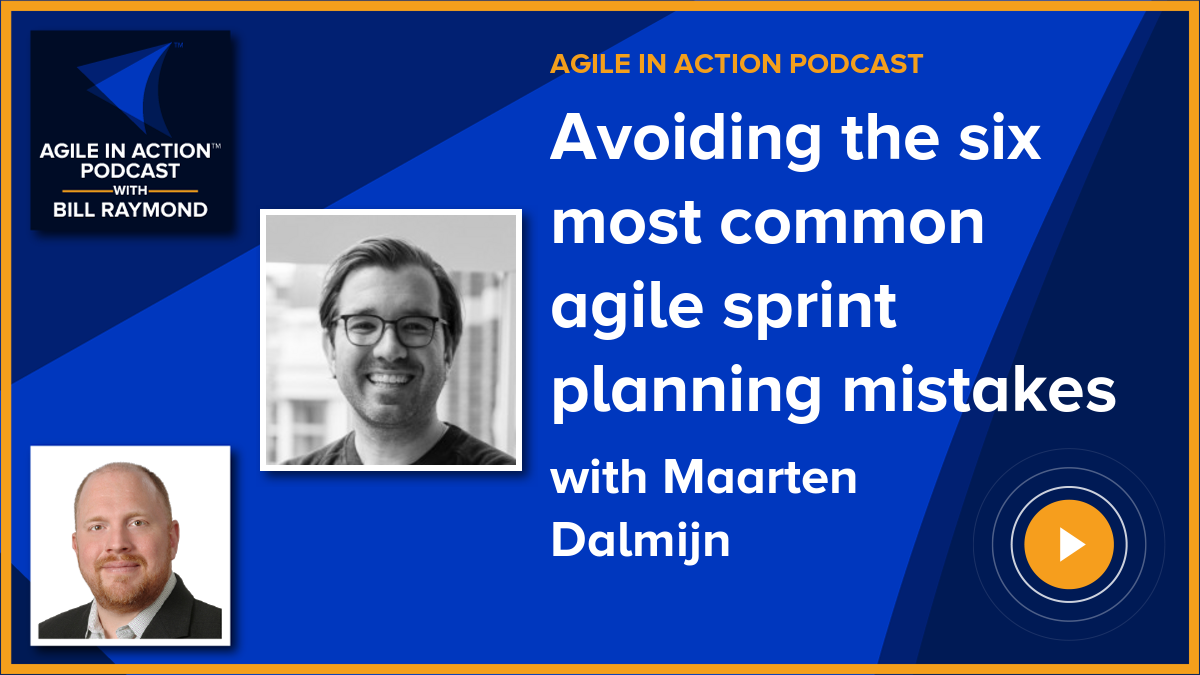 AGILE IN ACTION™
PODCAST
WITH
BILL RAYMOND
AGILE IN ACTION PODCAST
Avoiding the six
most common
agile sprint
planning mistakes
with Maarten
Dalmijn